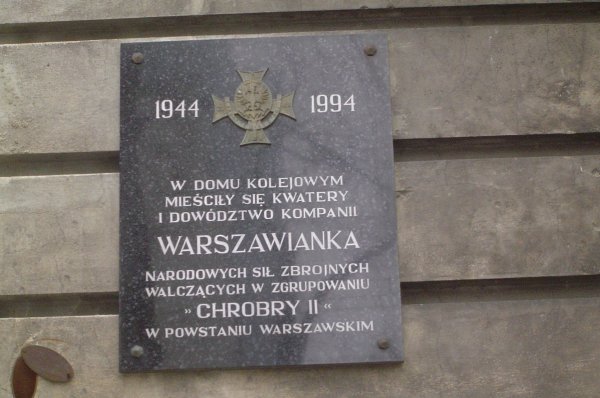 1944 1994
W DOMU KOLEJOWYM
MIEŚCIŁY SIĘ KWATERY
I DOWÓDZTWO KOMPANII
WARSZAWIANKA
NARODOWYCH SIŁ ZBROJNYCH
WALCZĄCYCH W ZGRUPOWANIU
» CHROBRY II «
W POWSTANIU WARSZAWSKIM